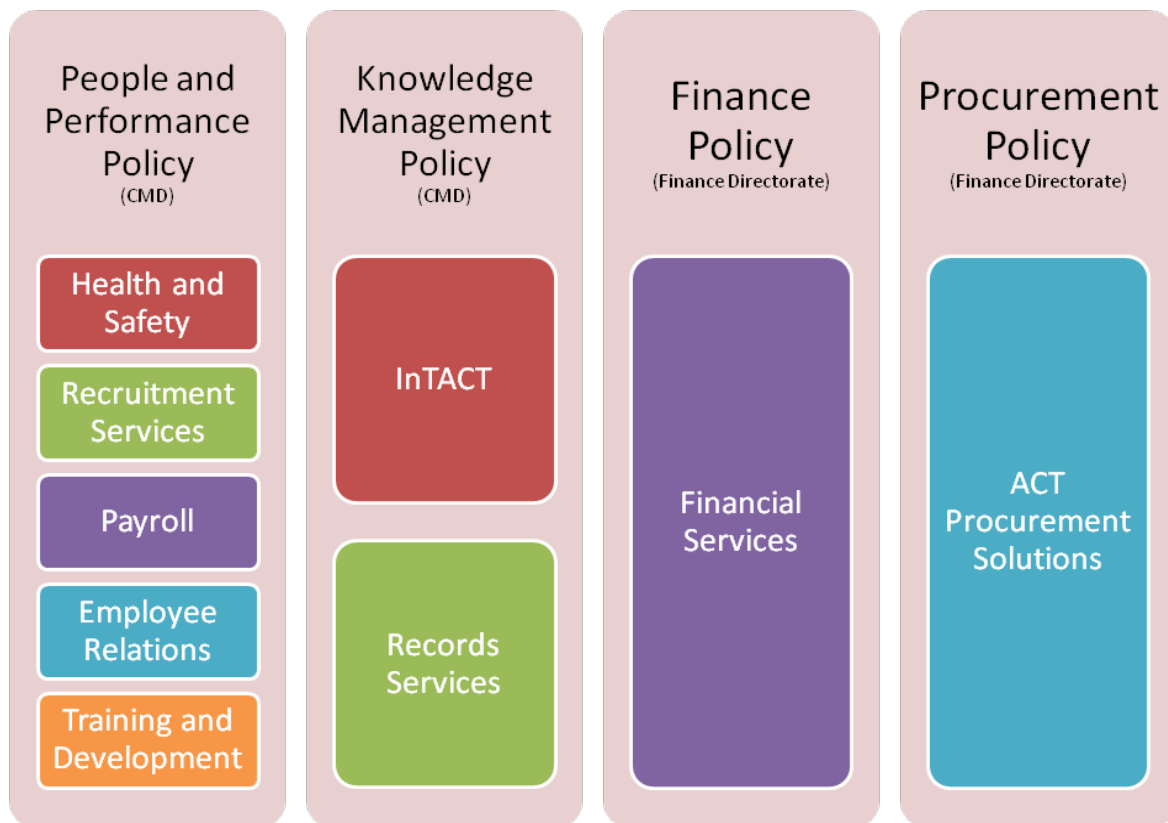 People and
Performance
Policy
(CMD)
Health and
Safety
Recruitment
Services
Payroll
Employee
Relations
Training and
Development
Knowledge
Management
Policy
(CMD)
InTACT
Records
Services
Finance
Policy
(Finance Directorate)
Financial
Services
Procurement
Policy
(Finance Directorate)
ACT
Procurement
Solutions